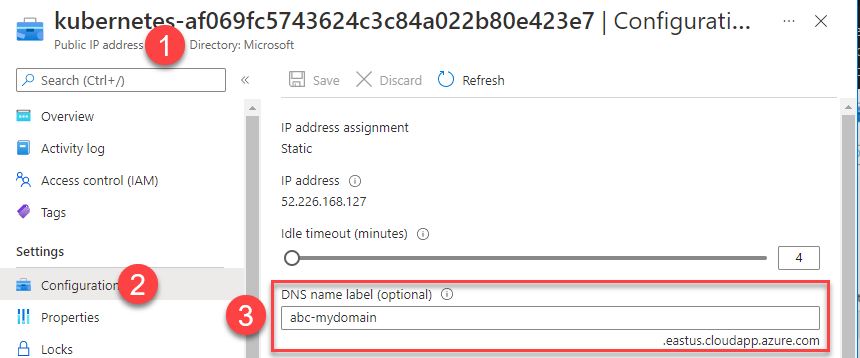 kubernetes-af069fc5743624c3c84a022b80e423e7 | Configurati...
Public IP address
1
Directory: Microsoft
Search (Ctrl+/)
Save
Discard
Refresh
Overview
Activity log
Access control (IAM)
Tags
Settings
Configuration
2
Properties
Locks
IP address assignment
Static
IP address
52.226.168.127
Idle timeout (minutes)
4
3
DNS name label (optional)
abc-mydomain
.eastus.cloudapp.azure.com